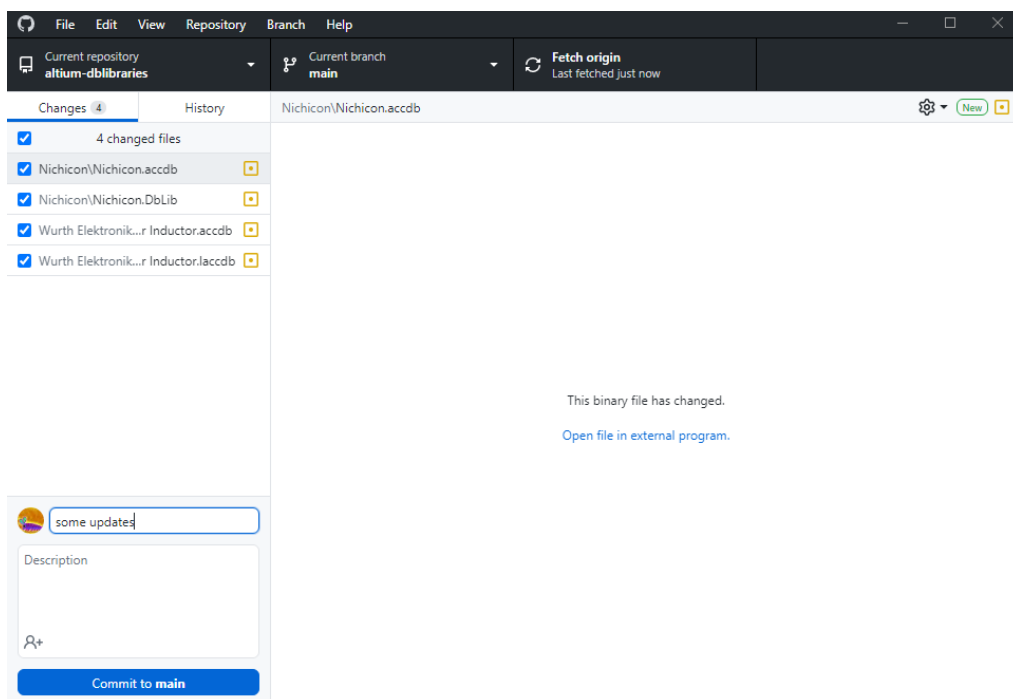 File Edit View Repository Branch Help
Current repository
altium-dblibraries
Current branch
main
Fetch origin
Last fetched just now
Changes 4
History
Nichicon\Nichicon.accdb
New
4 changed files
Nichicon\Nichicon.accdb
Nichicon\Nichicon.DbLib
Wurth Elektronik...r Inductor.accdb
Wurth Elektronik...r Inductor.laccdb
This binary file has changed.
Open file in external program.
some updates
Description
Commit to main